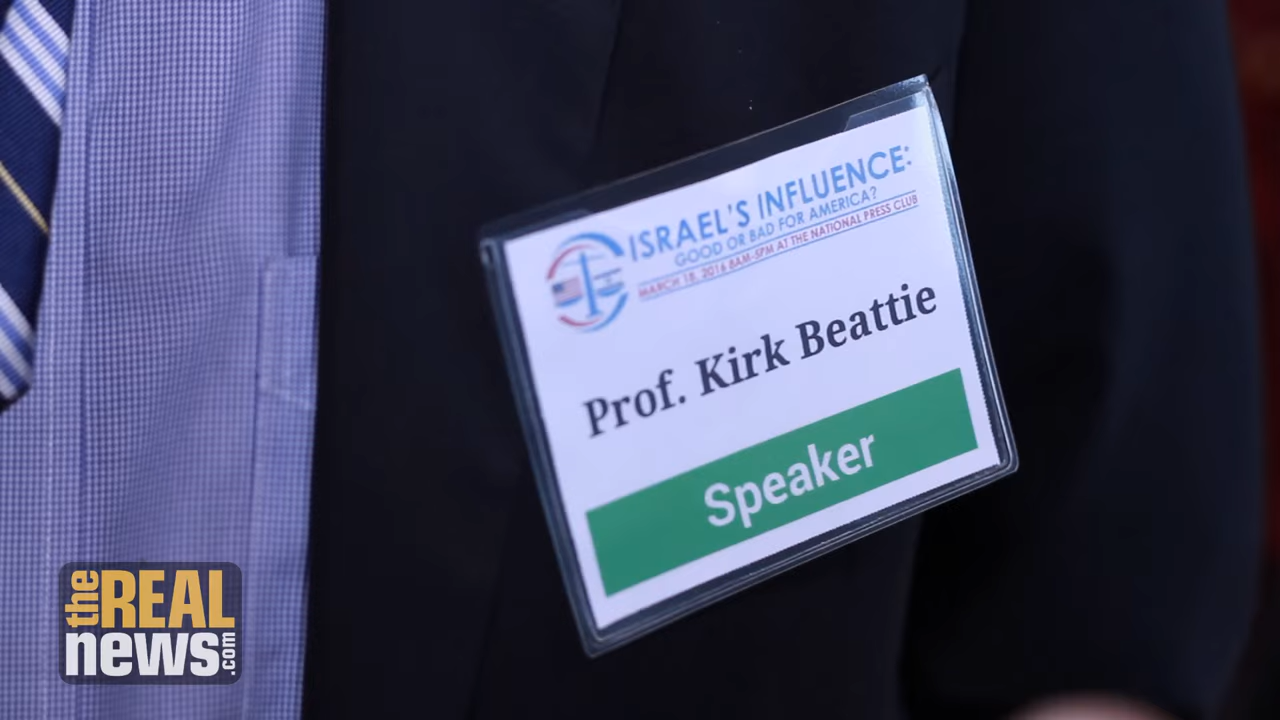 ISRAEL'S INFLUENCE:
GOOD OR BAD FOR AMERICA?
MARCH 18, 2016 8AM-5PM AT THE NATIONAL PRESS CLUB
Prof. Kirk Beattie
Speaker
the REAL
news.com